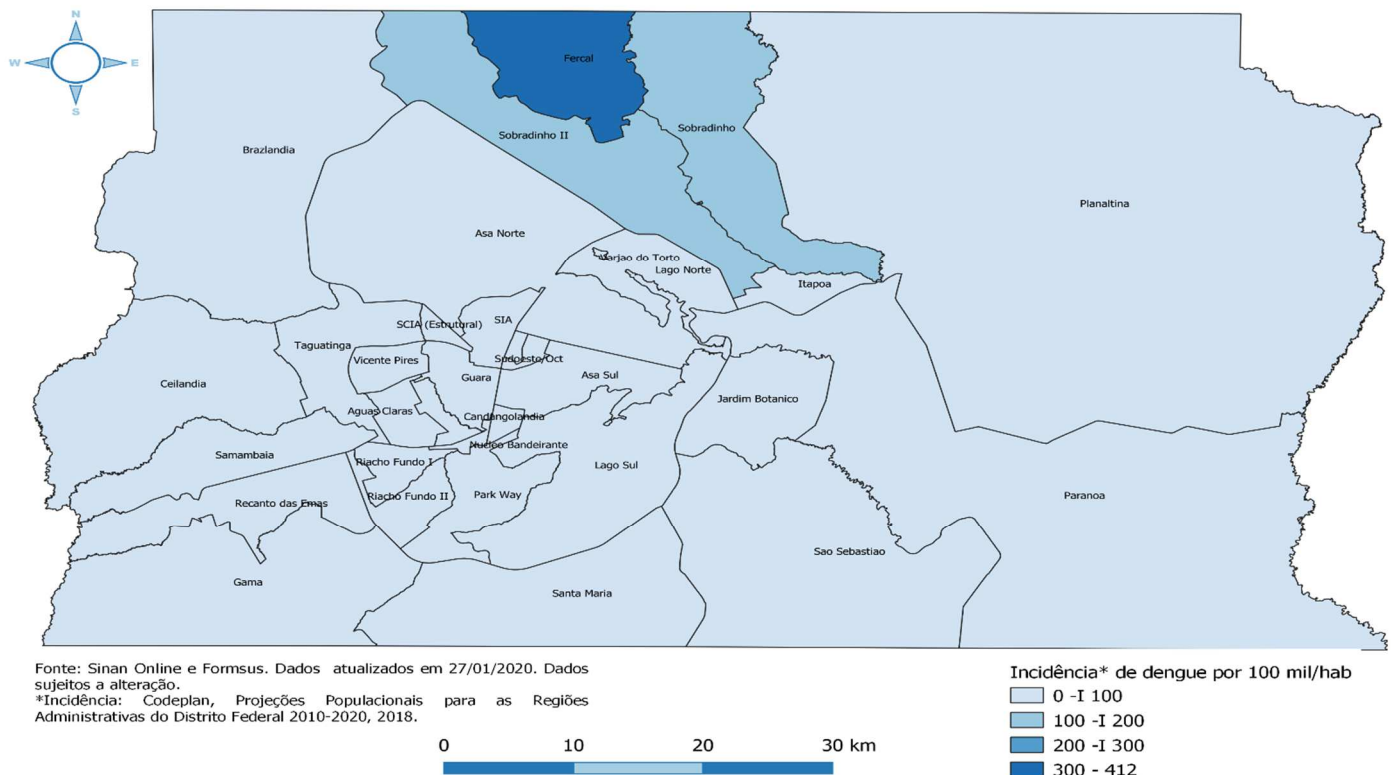 N
W E
S
Fercal
Sobradinho II
Sobradinho
Brazlandia
Planaltina
Asa Norte
Varjao do Torto
Lago Norte
Itapoa
SCIA (Estrutural)
SIA
Taguatinga
Vicente Pires
Sudoesto/Oct
Guara
Asa Sul
Ceilandia
Jardim Botanico
Aguas Claras
Candangolandia
Nucleo Bandeirante
Samambaia
Riacho Fundo I
Lago Sul
Recanto das Emas
Riacho Fundo II
Park Way
Paranoa
Sao Sebastiao
Gama
Santa Maria
Fonte: Sinan Online e Formsus. Dados atualizados em 27/01/2020. Dados
sujeitos a alteração.
*Incidência: Codeplan, Projeções Populacionais para as Regiões
Administrativas do Distrito Federal 2010-2020, 2018.
0 10 20 30 km
Incidência* de dengue por 100 mil/hab
0 -I 100
100 -I 200
200 -I 300
300 - 412